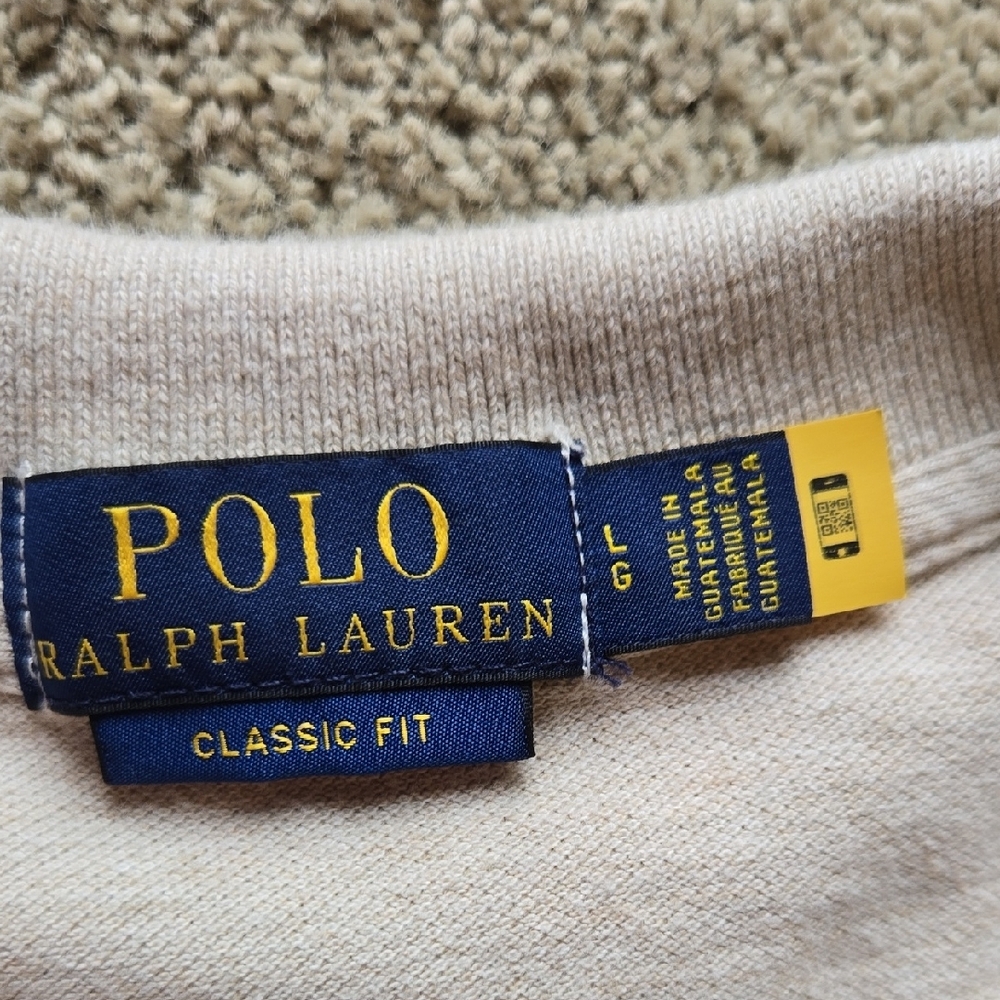 POLO
RALPH LAUREN
CLASSIC FIT
L
G
MADE IN
GUATEMALA
FABRIQUÉ AU
GUATEMALA